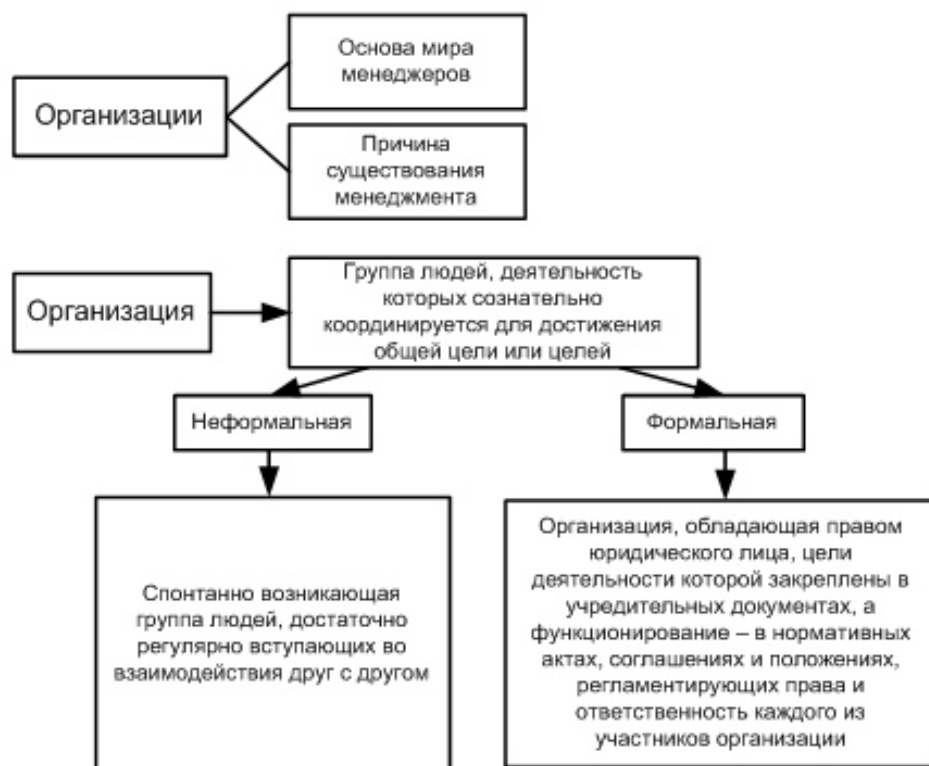 Основа мира
менеджеров
Организации
Причина
существования
менеджмента
Организация
Группа людей, деятельность
которых сознательно
координируется для достижения
общей цели или целей
Неформальная
Формальная
Спонтанно возникающая
группа людей, достаточно
регулярно вступающих во
взаимодействия друг с другом
Организация, обладающая правом
юридического лица, цели
деятельности которой закреплены в
учредительных документах, а
функционирование – в нормативных
актах, соглашениях и положениях,
регламентирующих права и
ответственность каждого из
участников организации